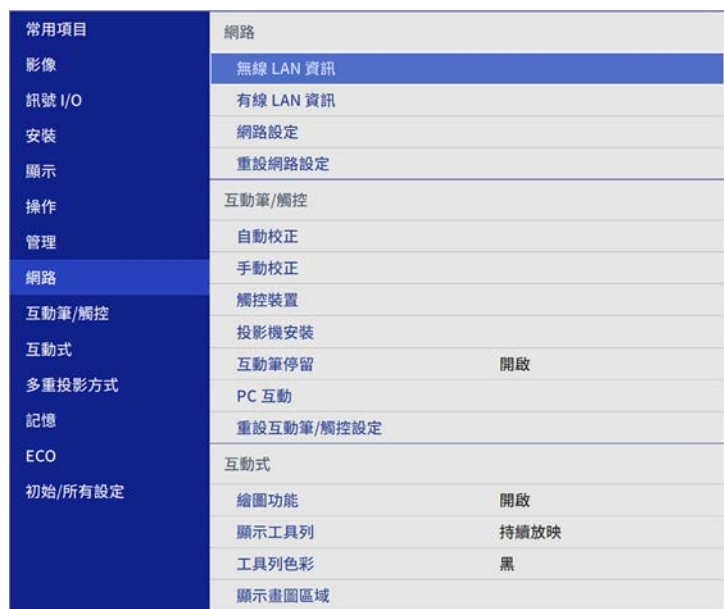 常用項目
影像
訊號 I/O
安裝
顯示
操作
管理
網路
互動筆/觸控
互動式
多重投影方式
記憶
ECO
初始/所有設定
網路
無線 LAN 資訊
有線 LAN 資訊
網路設定
重設網路設定
互動筆/觸控
自動校正
手動校正
觸控裝置
投影機安裝
互動筆停留 開啟
PC 互動
重設互動筆/觸控設定
互動式
繪圖功能 開啟
顯示工具列 持續放映
工具列色彩 黑
顯示畫圖區域